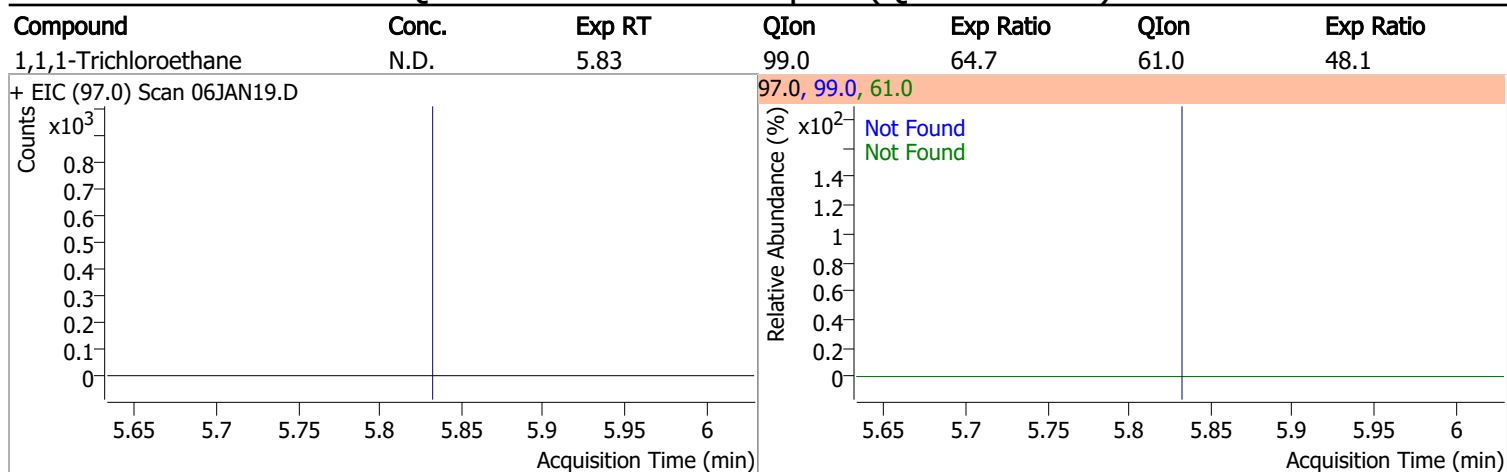 Compound Conc. Exp RT QIon Exp Ratio QIon Exp Ratio
1,1,1-Trichloroethane N.D. 5.83 99.0 64.7 61.0 48.1
+ EIC (97.0) Scan 06JAN19.D
Counts
x10³
0.8
0.7
0.6
0.5
0.4
0.3
0.2
0.1
0
5.65 5.7 5.75 5.8 5.85 5.9 5.95 6
Acquisition Time (min)
97.0, 99.0, 61.0
Relative Abundance (%)
x10²
Not Found
Not Found
1.4
1.2
1
0.8
0.6
0.4
0.2
0
5.65 5.7 5.75 5.8 5.85 5.9 5.95 6
Acquisition Time (min)